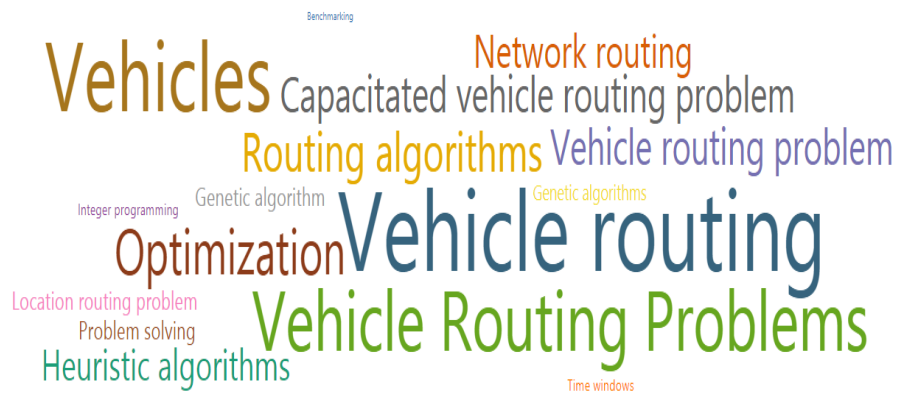 Benchmarking
Network routing
Vehicles
Capacitated vehicle routing problem
Routing algorithms
Vehicle routing problem
Genetic algorithm
Genetic algorithms
Integer programming
Vehicle routing
Optimization
Location routing problem
Vehicle Routing Problems
Problem solving
Heuristic algorithms
Time windows